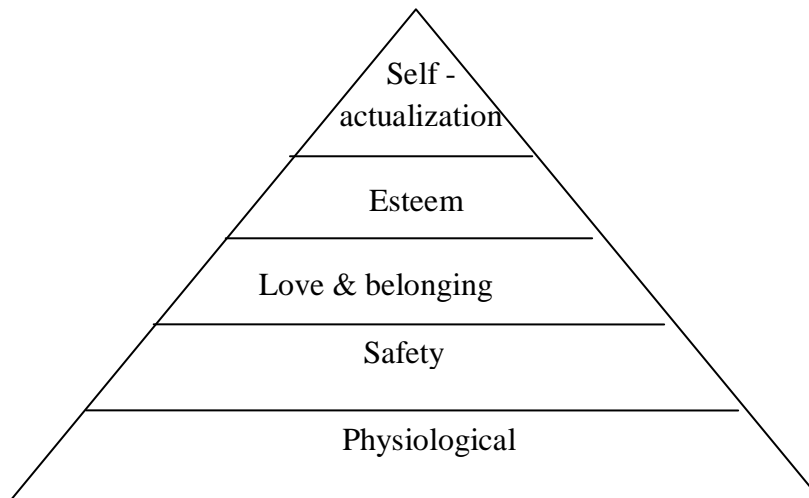 Self -
actualization
Esteem
Love & belonging
Safety
Physiological